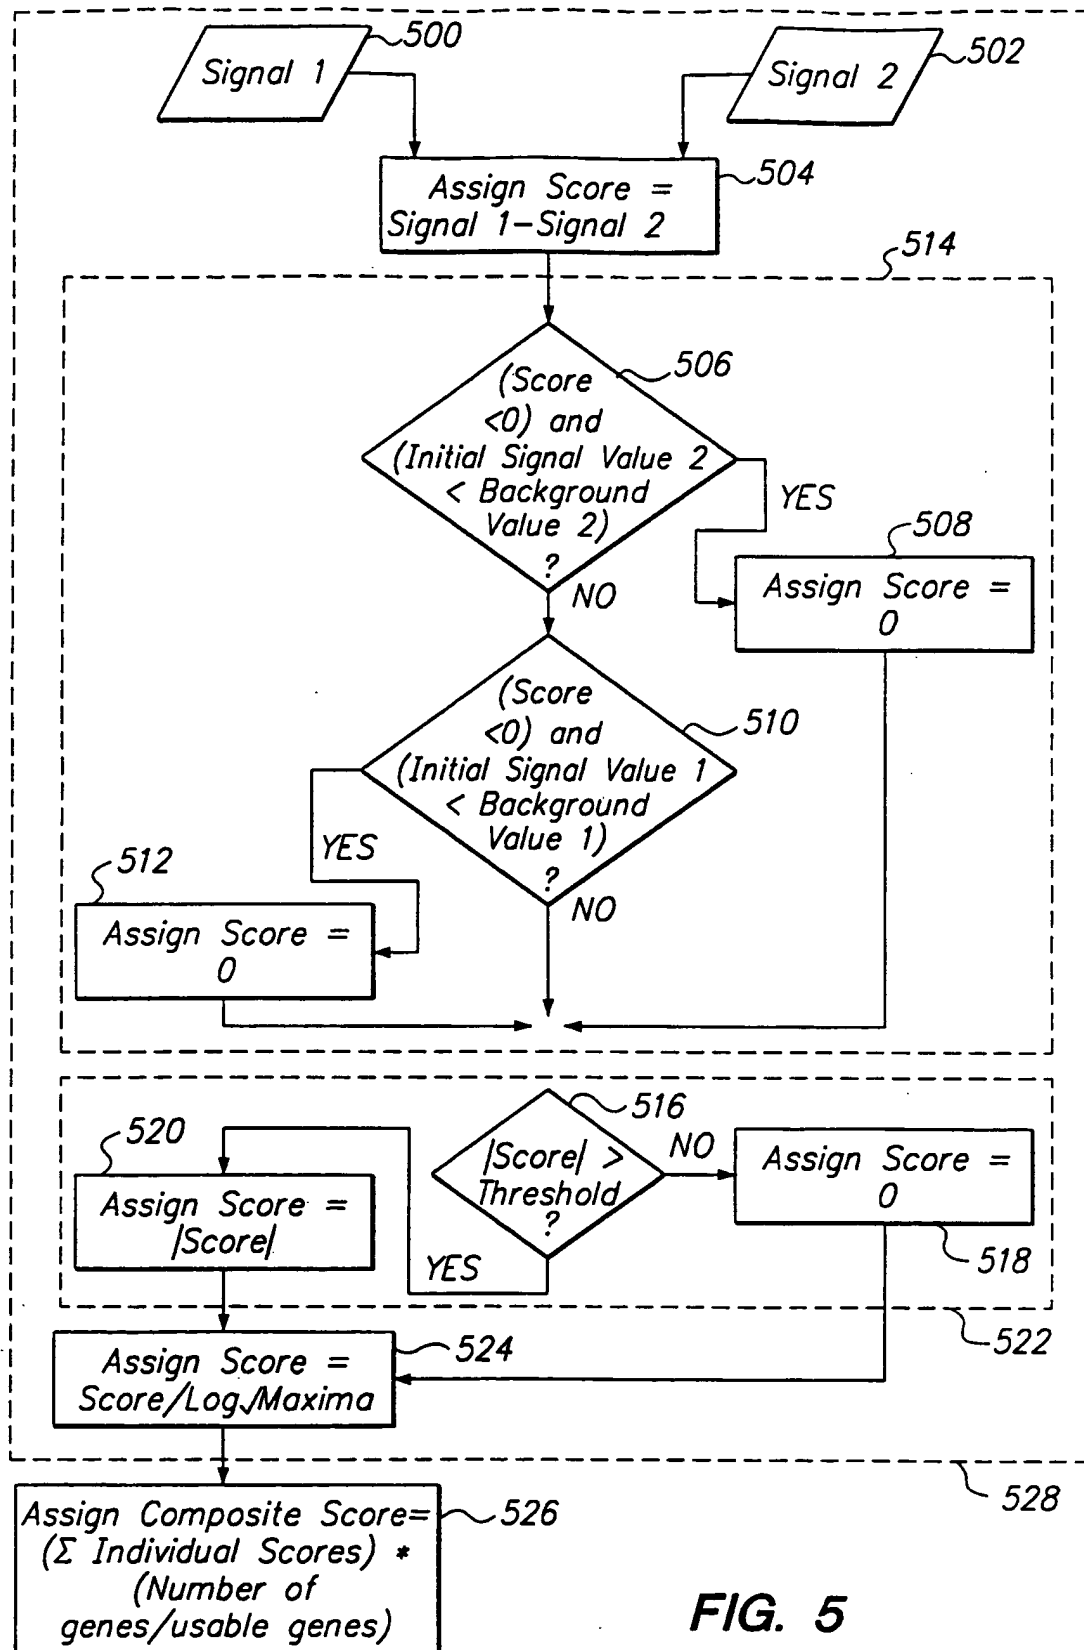 500
Signal 1
502
Signal 2
504
Assign Score =
Signal 1-Signal 2
514
506
(Score
<0) and
(Initial Signal Value 2
< Background
Value 2)
?
YES
NO
508
Assign Score =
0
(Score
<0) and
(Initial Signal Value 1
< Background
Value 1)
?
510
YES
NO
512
Assign Score =
0
516
|Score| >
Threshold
?
NO
YES
520
Assign Score =
|Score|
Assign Score =
0
518
522
524
Assign Score =
Score/Log√Maxima
528
526
Assign Composite Score=
(Σ Individual Scores) *
(Number of
genes/usable genes)
FIG. 5